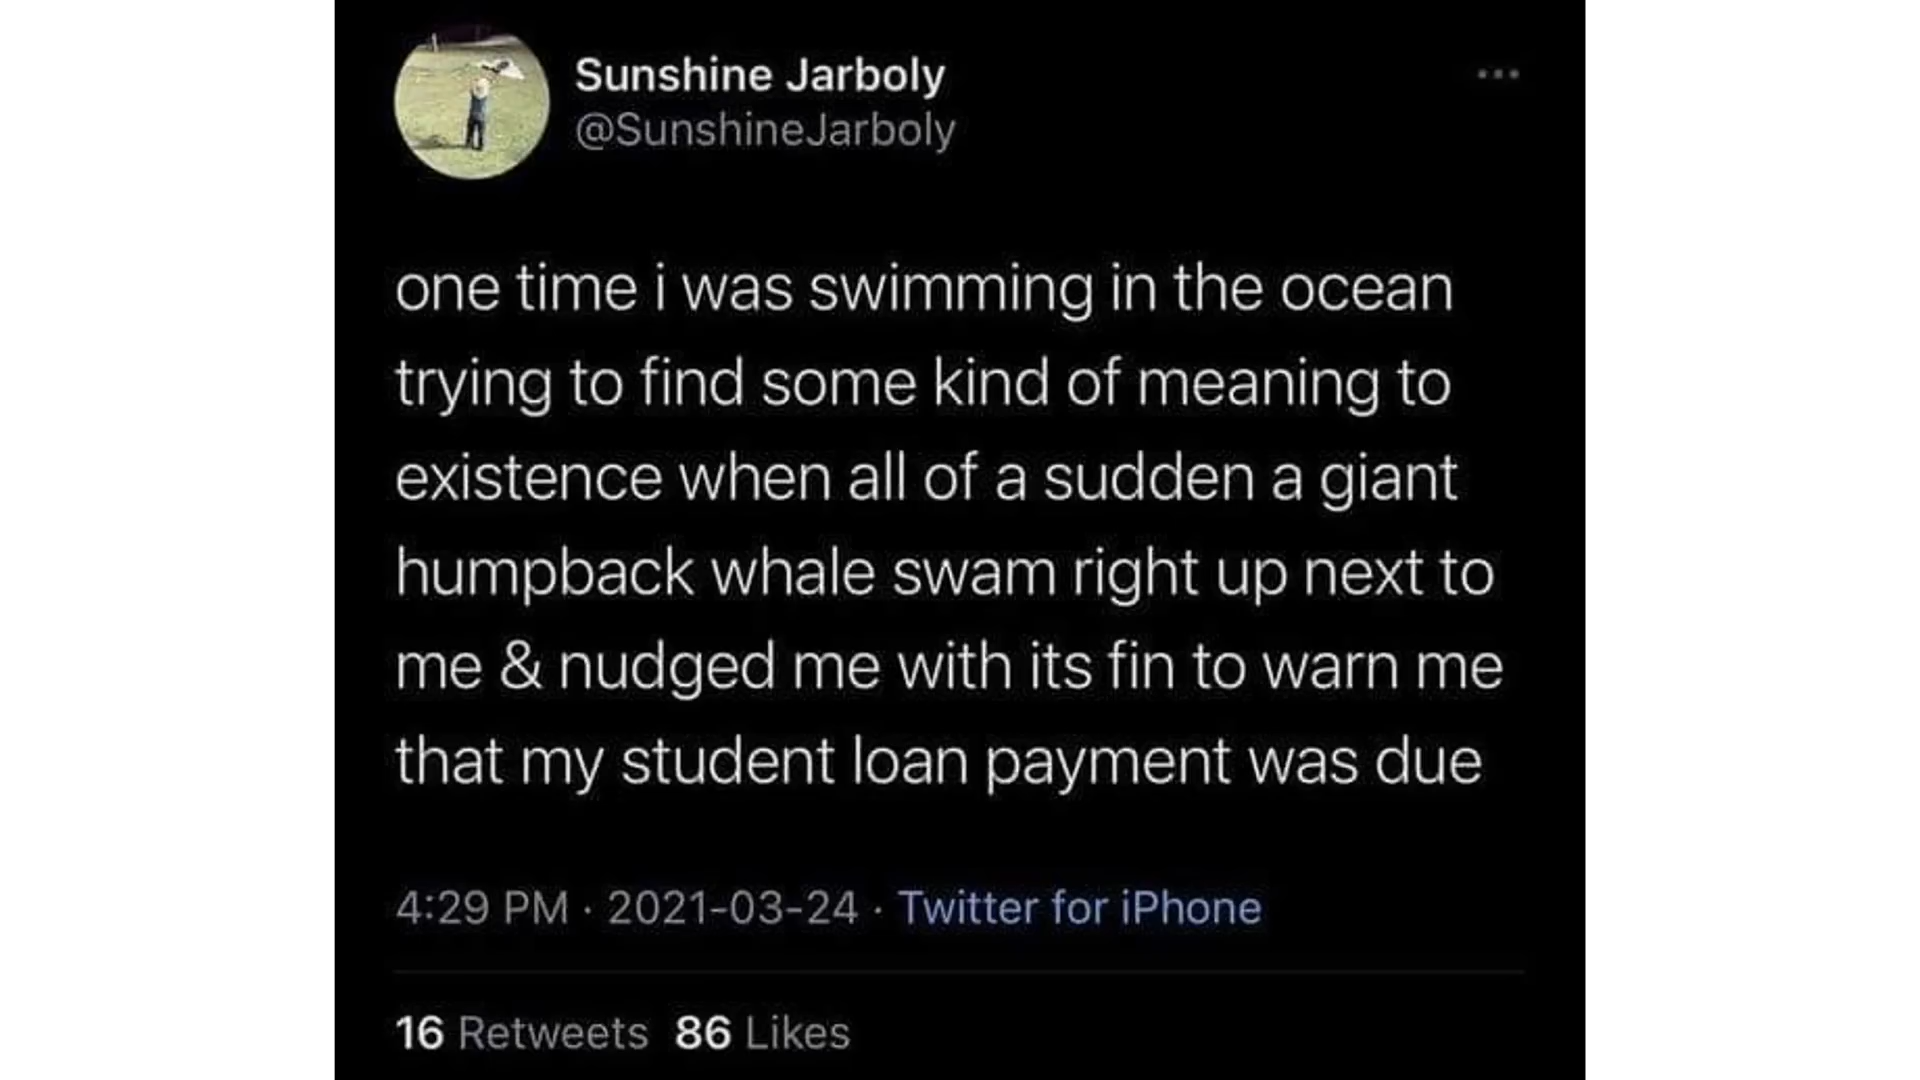 Sunshine Jarboly
@SunshineJarboly
one time i was swimming in the ocean
trying to find some kind of meaning to
existence when all of a sudden a giant
humpback whale swam right up next to
me & nudged me with its fin to warn me
that my student loan payment was due
4:29 PM · 2021-03-24 · Twitter for iPhone
16 Retweets 86 Likes